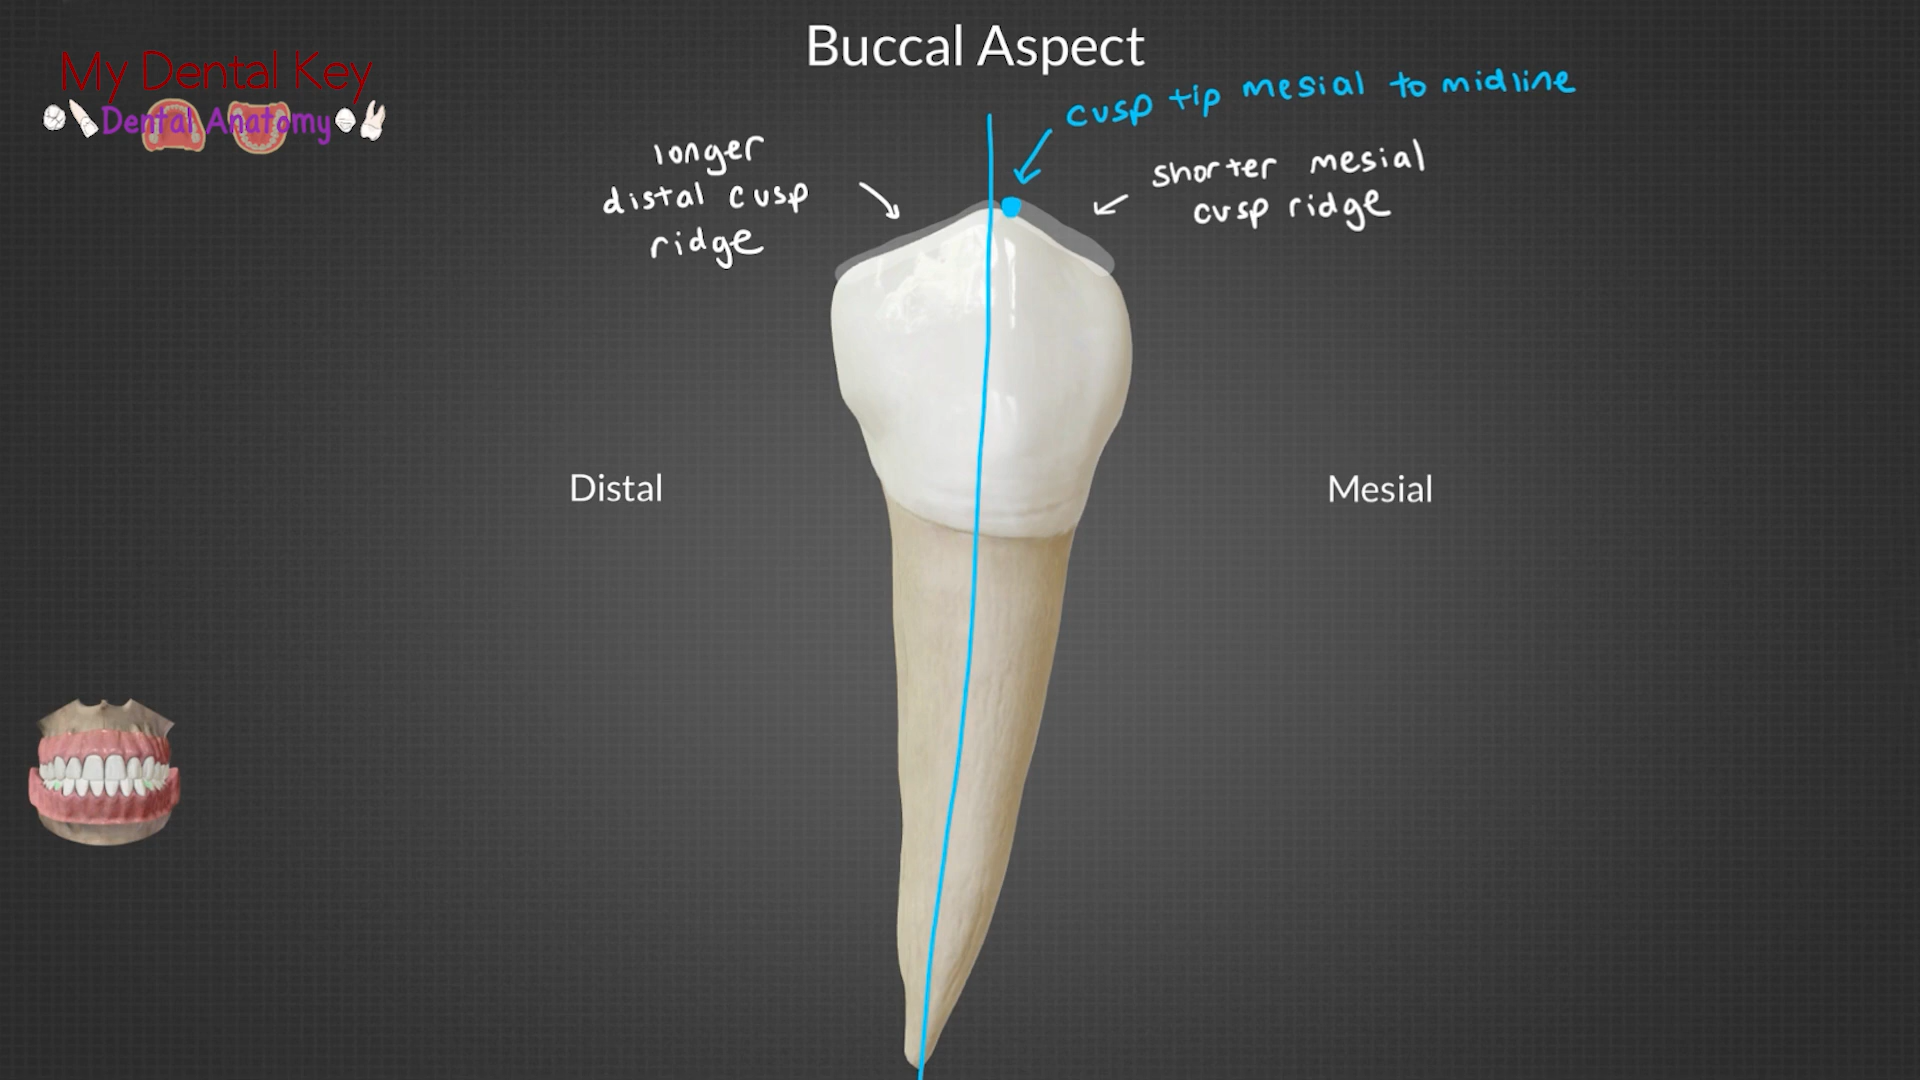 My Dental Key
Dental Anatomy
Buccal Aspect
cusp tip mesial to midline
longer
distal cusp
ridge
shorter mesial
cusp ridge
Distal
Mesial